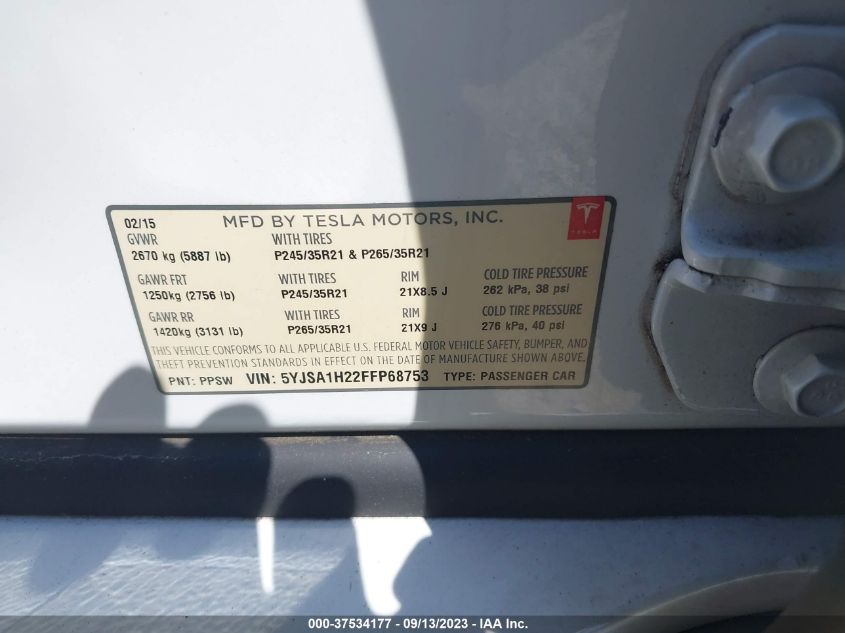 02/15 MFD BY TESLA MOTORS, INC.
TESLA
GVWR WITH TIRES
2670 kg (5887 lb) P245/35R21 & P265/35R21
GAWR FRT WITH TIRES RIM COLD TIRE PRESSURE
1250kg (2756 lb) P245/35R21 21X8.5 J 262 kPa, 38 psi
GAWR RR WITH TIRES RIM COLD TIRE PRESSURE
1420kg (3131 lb) P265/35R21 21X9 J 276 kPa, 40 psi
THIS VEHICLE CONFORMS TO ALL APPLICABLE U.S. FEDERAL MOTOR VEHICLE SAFETY, BUMPER, AND
THEFT PREVENTION STANDARDS IN EFFECT ON THE DATE OF MANUFACTURE SHOWN ABOVE.
PNT: PPSW VIN: 5YJSA1H22FFP68753 TYPE: PASSENGER CAR
000-37534177 - 09/13/2023 - IAA Inc.